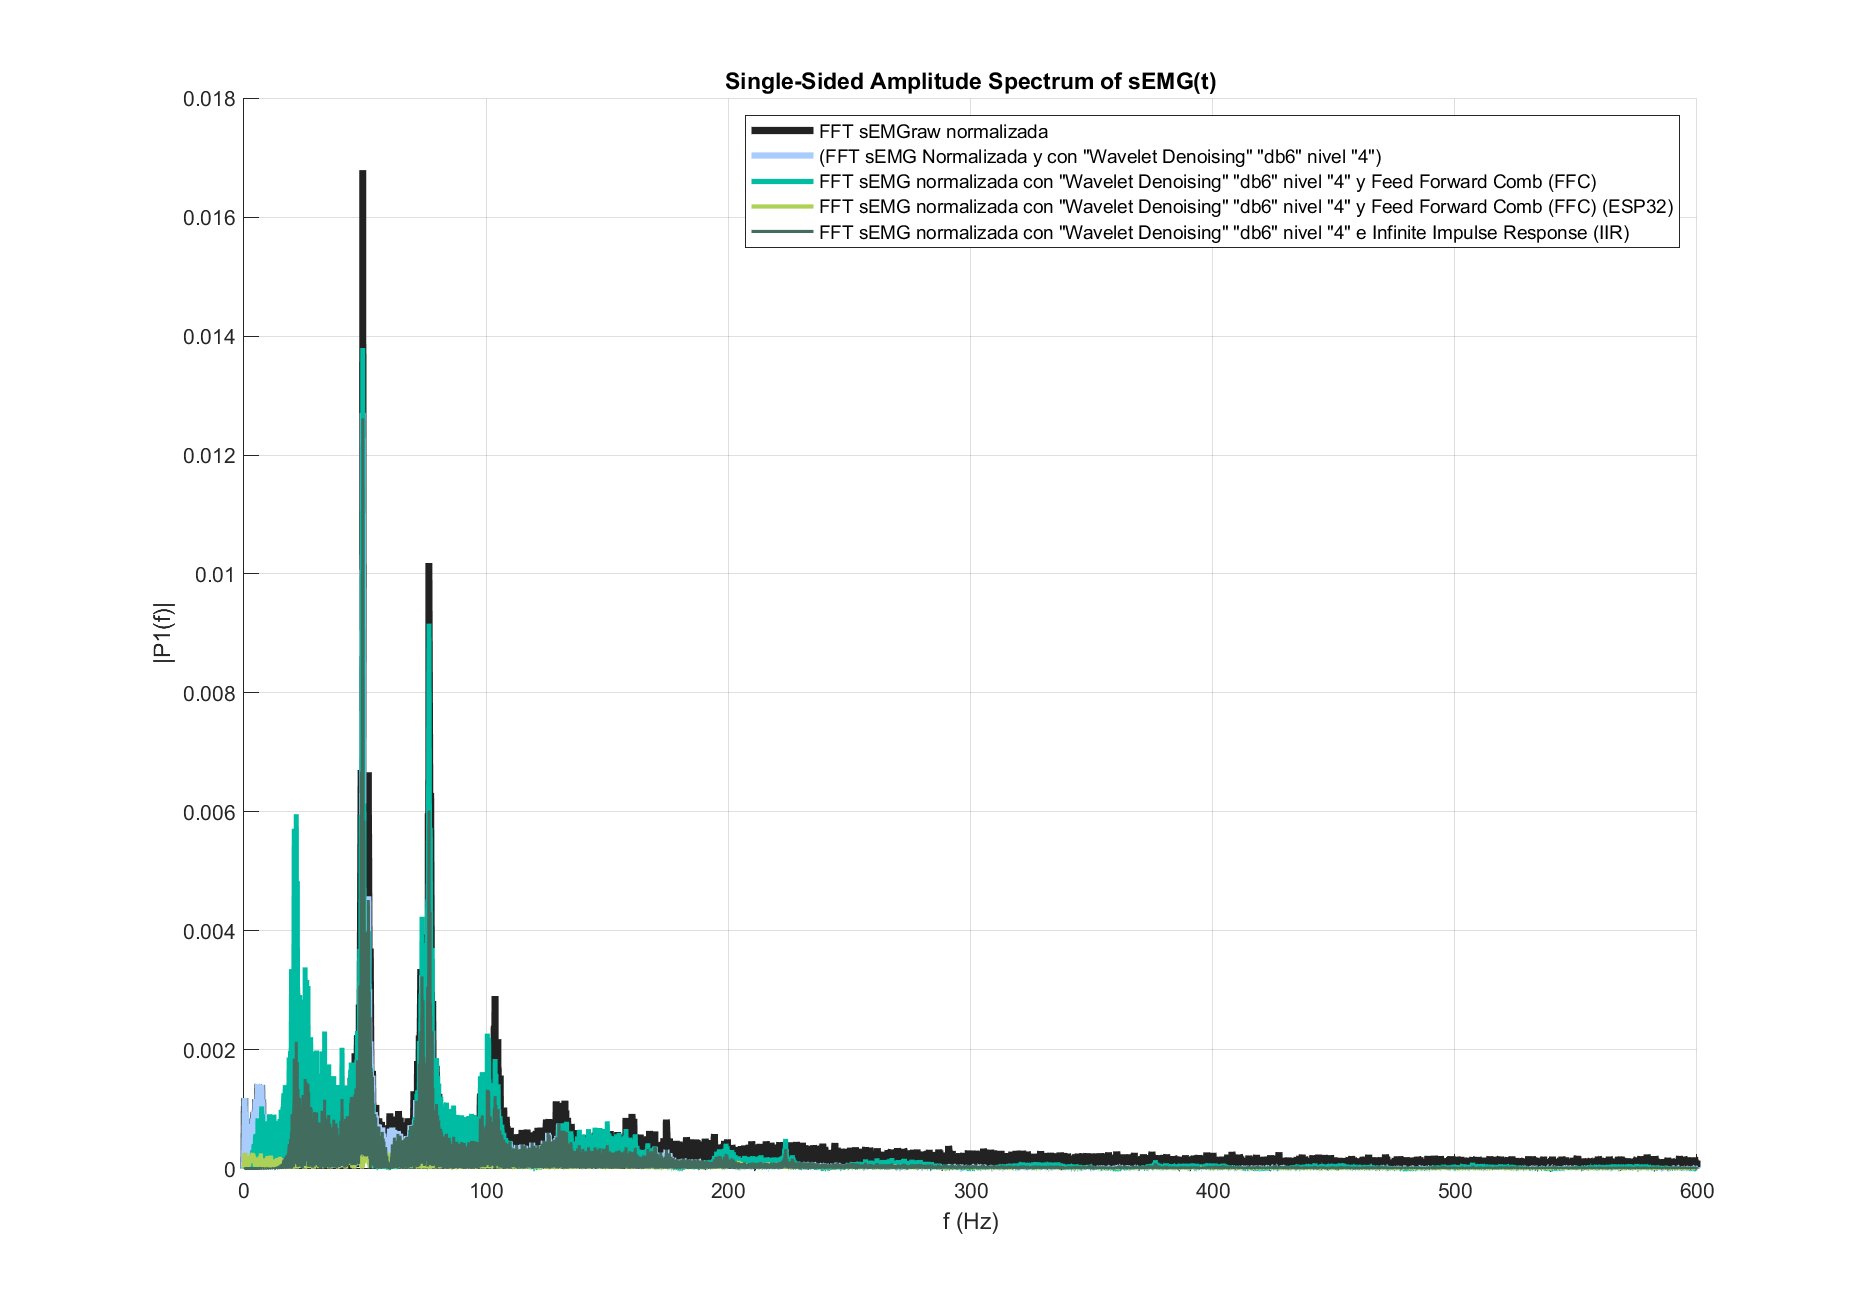 Single-Sided Amplitude Spectrum of sEMG(t)
FFT sEMGraw normalizada
(FFT sEMG Normalizada y con "Wavelet Denoising" "db6" nivel "4")
FFT sEMG normalizada con "Wavelet Denoising" "db6" nivel "4" y Feed Forward Comb (FFC)
FFT sEMG normalizada con "Wavelet Denoising" "db6" nivel "4" y Feed Forward Comb (FFC) (ESP32)
FFT sEMG normalizada con "Wavelet Denoising" "db6" nivel "4" e Infinite Impulse Response (IIR)
0.018
0.016
0.014
0.012
0.01
0.008
0.006
0.004
0.002
0
|P1(f)|
0 100 200 300 400 500 600
f (Hz)